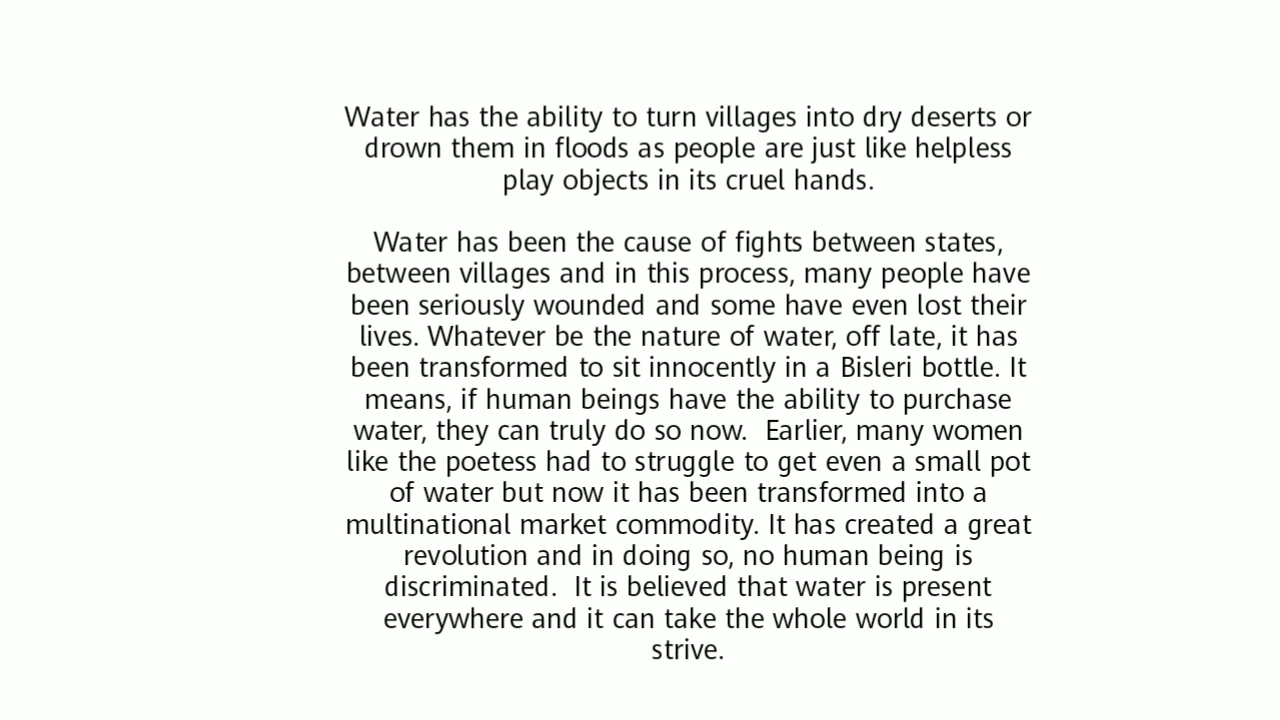 Water has the ability to turn villages into dry deserts or
drown them in floods as people are just like helpless
play objects in its cruel hands.
Water has been the cause of fights between states,
between villages and in this process, many people have
been seriously wounded and some have even lost their
lives. Whatever be the nature of water, off late, it has
been transformed to sit innocently in a Bisleri bottle. It
means, if human beings have the ability to purchase
water, they can truly do so now.  Earlier, many women
like the poetess had to struggle to get even a small pot
of water but now it has been transformed into a
multinational market commodity. It has created a great
revolution and in doing so, no human being is
discriminated.  It is believed that water is present
everywhere and it can take the whole world in its
strive.